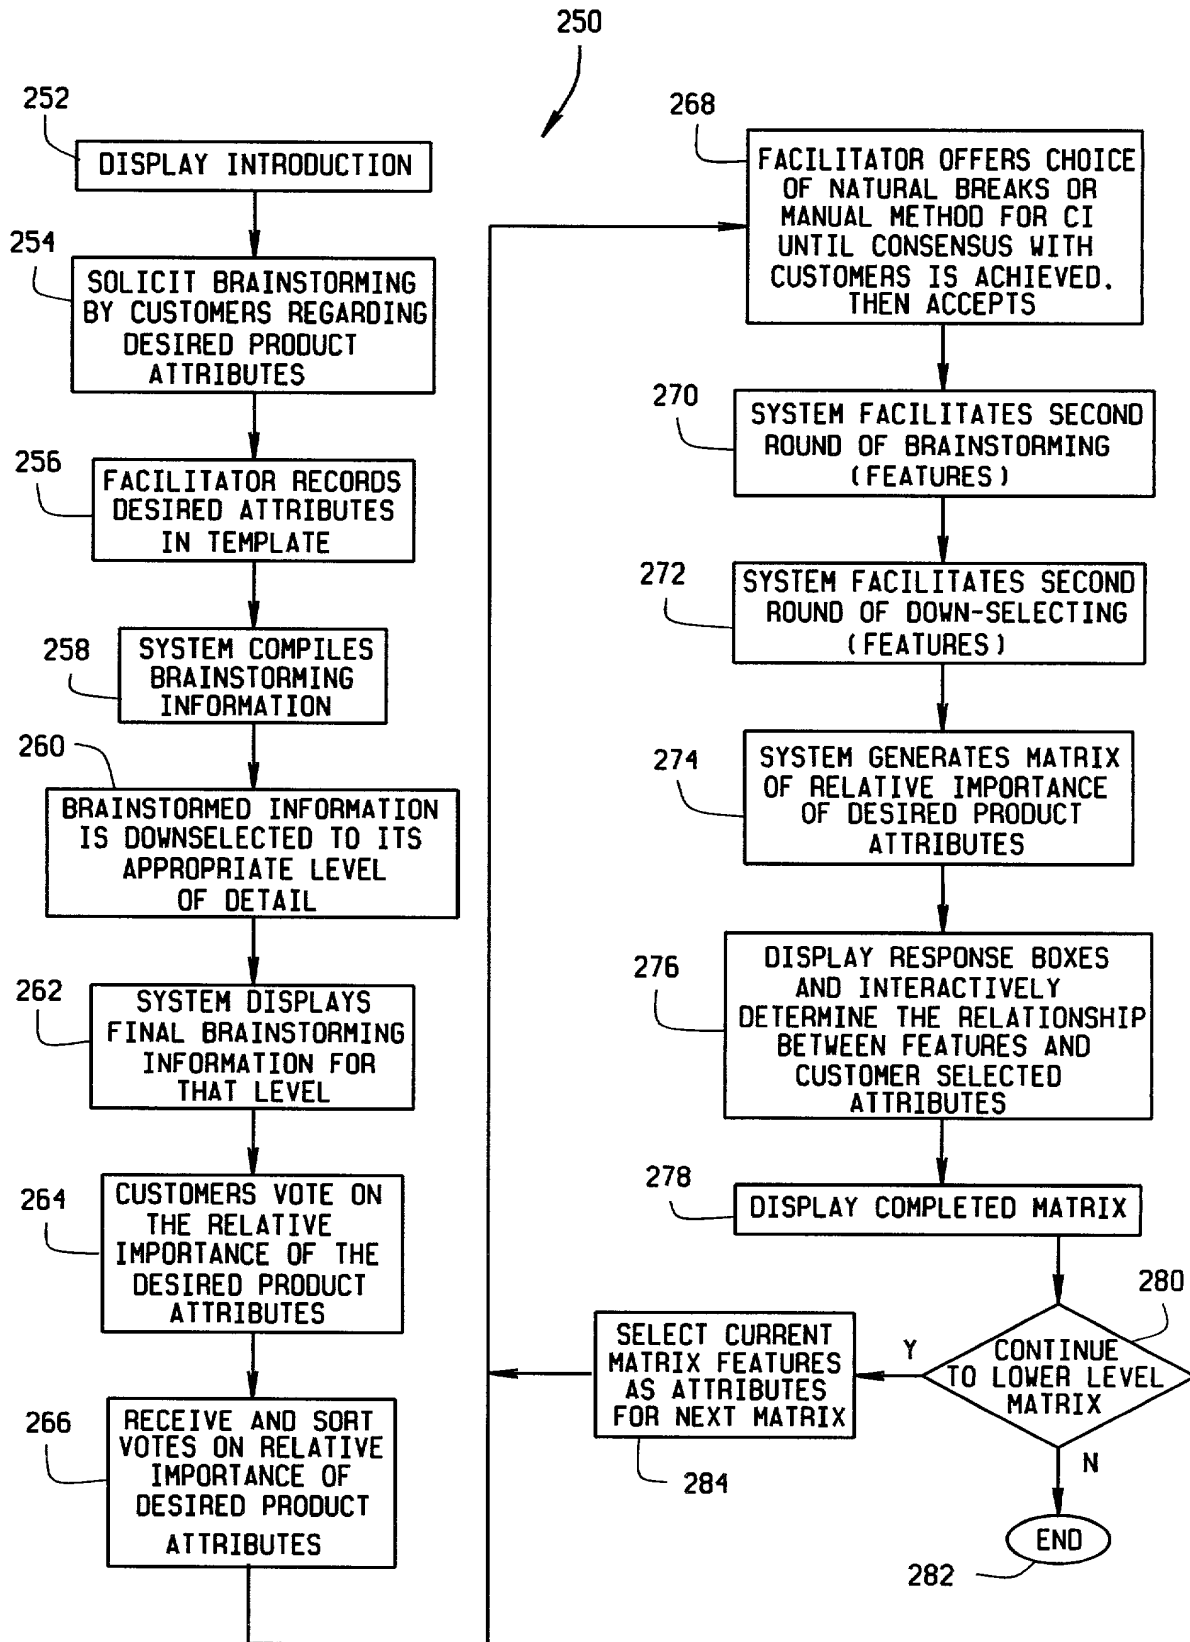 250
252
DISPLAY INTRODUCTION
254
SOLICIT BRAINSTORMING
BY CUSTOMERS REGARDING
DESIRED PRODUCT
ATTRIBUTES
256
FACILITATOR RECORDS
DESIRED ATTRIBUTES
IN TEMPLATE
258
SYSTEM COMPILES
BRAINSTORMING
INFORMATION
260
BRAINSTORMED INFORMATION
IS DOWNSELECTED TO ITS
APPROPRIATE LEVEL
OF DETAIL
262
SYSTEM DISPLAYS
FINAL BRAINSTORMING
INFORMATION FOR
THAT LEVEL
264
CUSTOMERS VOTE ON
THE RELATIVE
IMPORTANCE OF THE
DESIRED PRODUCT
ATTRIBUTES
266
RECEIVE AND SORT
VOTES ON RELATIVE
IMPORTANCE OF
DESIRED PRODUCT
ATTRIBUTES
268
FACILITATOR OFFERS CHOICE
OF NATURAL BREAKS OR
MANUAL METHOD FOR CI
UNTIL CONSENSUS WITH
CUSTOMERS IS ACHIEVED.
THEN ACCEPTS
270
SYSTEM FACILITATES SECOND
ROUND OF BRAINSTORMING
(FEATURES)
272
SYSTEM FACILITATES SECOND
ROUND OF DOWN-SELECTING
(FEATURES)
274
SYSTEM GENERATES MATRIX
OF RELATIVE IMPORTANCE
OF DESIRED PRODUCT
ATTRIBUTES
276
DISPLAY RESPONSE BOXES
AND INTERACTIVELY
DETERMINE THE RELATIONSHIP
BETWEEN FEATURES AND
CUSTOMER SELECTED
ATTRIBUTES
278
DISPLAY COMPLETED MATRIX
280
CONTINUE
TO LOWER LEVEL
MATRIX
Y
SELECT CURRENT
MATRIX FEATURES
AS ATTRIBUTES
FOR NEXT MATRIX
284
N
END
282